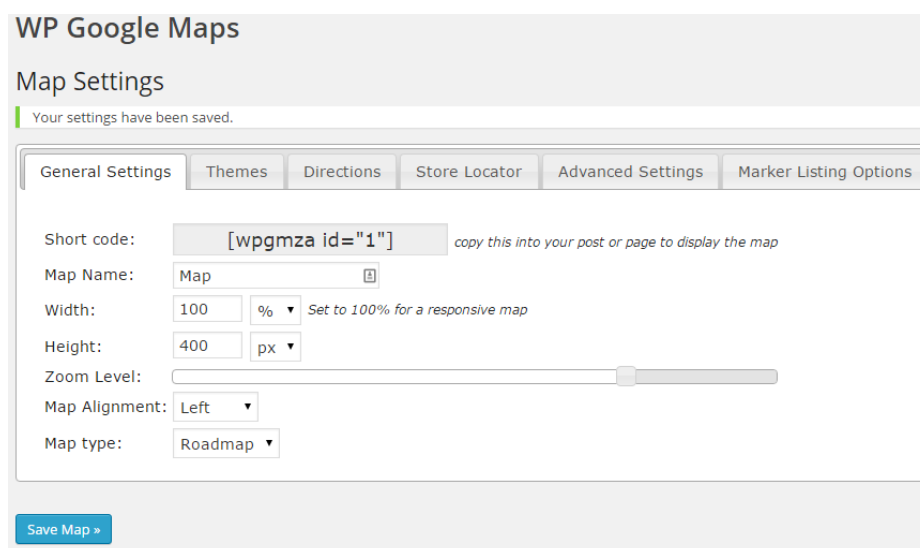 WP Google Maps
Map Settings
Your settings have been saved.
General Settings Themes Directions Store Locator Advanced Settings Marker Listing Options
Short code: [wpgmza id="1"] copy this into your post or page to display the map
Map Name: Map
Width: 100 % Set to 100% for a responsive map
Height: 400 px
Zoom Level:
Map Alignment: Left
Map type: Roadmap
Save Map »